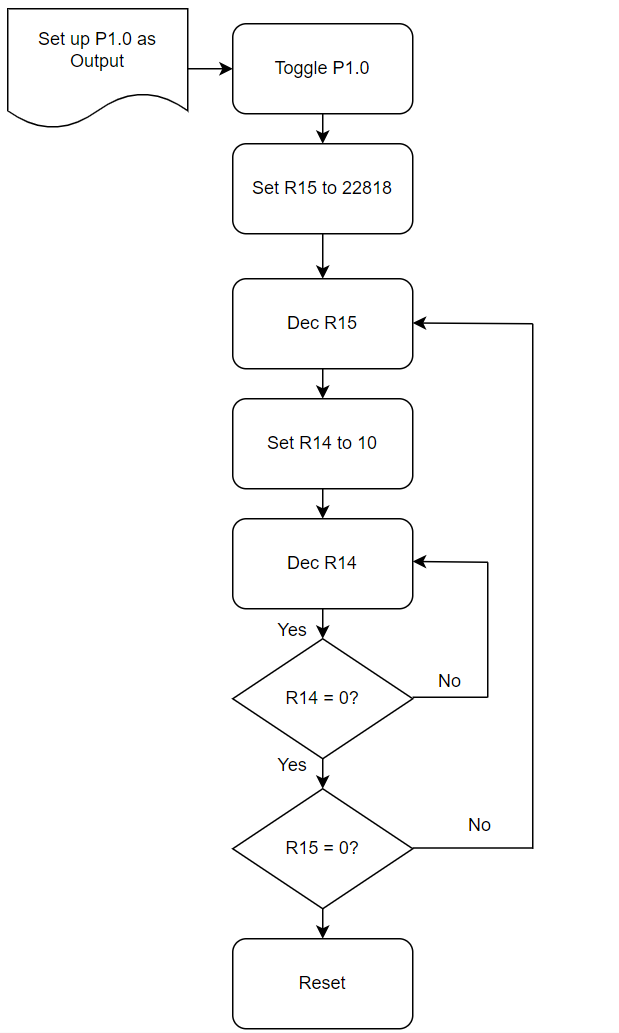 Set up P1.0 as
Output
Toggle P1.0
Set R15 to 22818
Dec R15
Set R14 to 10
Dec R14
Yes
R14 = 0?
No
Yes
R15 = 0?
No
Reset